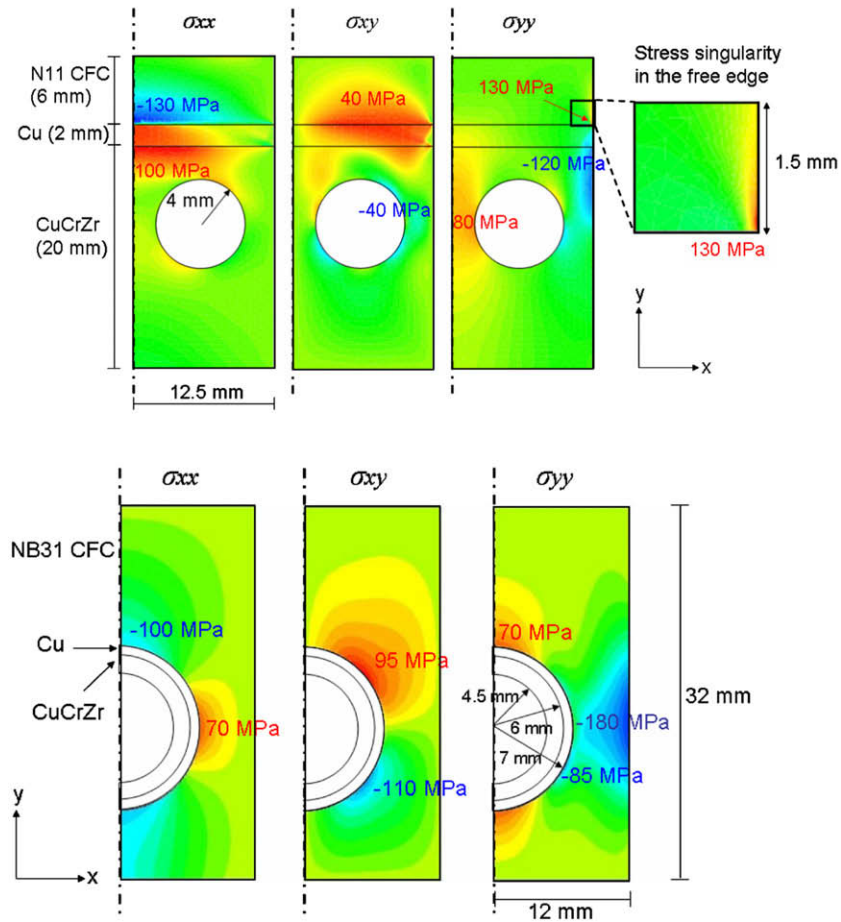 σxx
σxy
σyy
N11 CFC
(6 mm)
Cu (2 mm)
CuCrZr
(20 mm)
-130 MPa
100 MPa
4 mm
12.5 mm
40 MPa
-40 MPa
130 MPa
-120 MPa
80 MPa
Stress singularity
in the free edge
1.5 mm
130 MPa
y
x
σxx
σxy
σyy
NB31 CFC
Cu
CuCrZr
-100 MPa
70 MPa
95 MPa
-110 MPa
70 MPa
4.5 mm
6 mm
7 mm
-180 MPa
-85 MPa
32 mm
12 mm
y
x